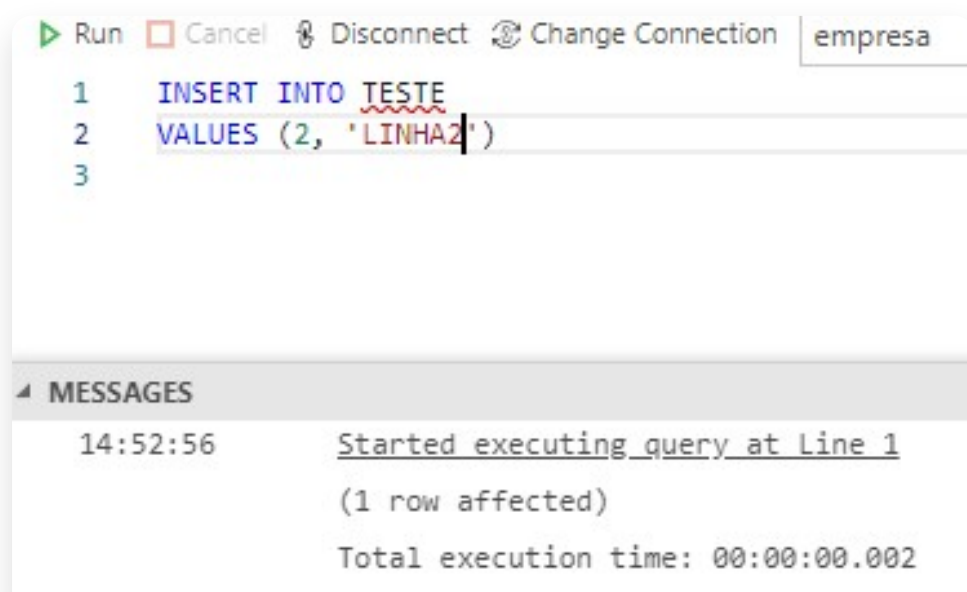 Run Cancel Disconnect Change Connection empresa
1 INSERT INTO TESTE
2 VALUES (2, 'LINHA2')
3
MESSAGES
14:52:56 Started executing query at Line 1
(1 row affected)
Total execution time: 00:00:00.002